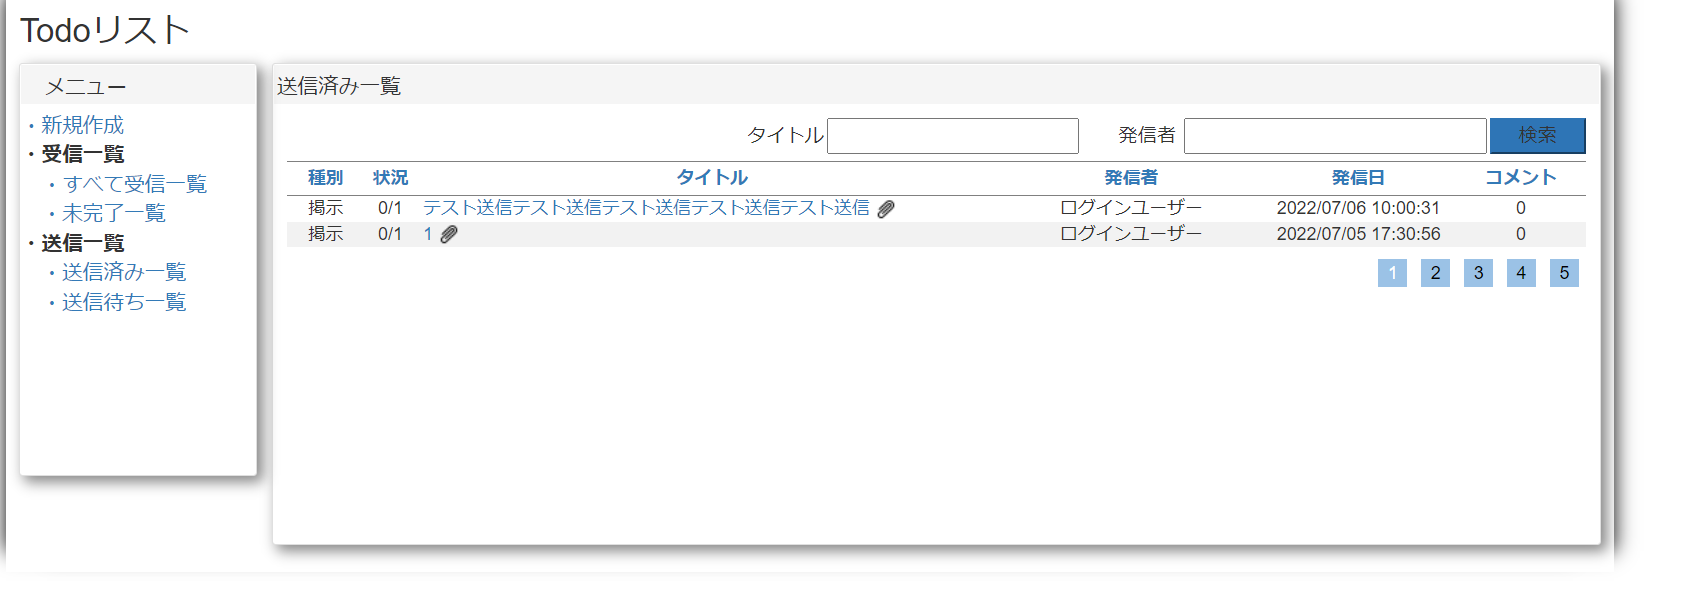 Todoリスト
メニュー
・新規作成
・受信一覧
・すべて受信一覧
・未完了一覧
・送信一覧
・送信済み一覧
・送信待ち一覧
送信済み一覧
タイトル 発信者 検索
種別 状況 タイトル 発信者 発信日 コメント
掲示 0/1 テスト送信テスト送信テスト送信テスト送信テスト送信 ログインユーザー 2022/07/06 10:00:31 0
掲示 0/1 1 ログインユーザー 2022/07/05 17:30:56 0
1 2 3 4 5